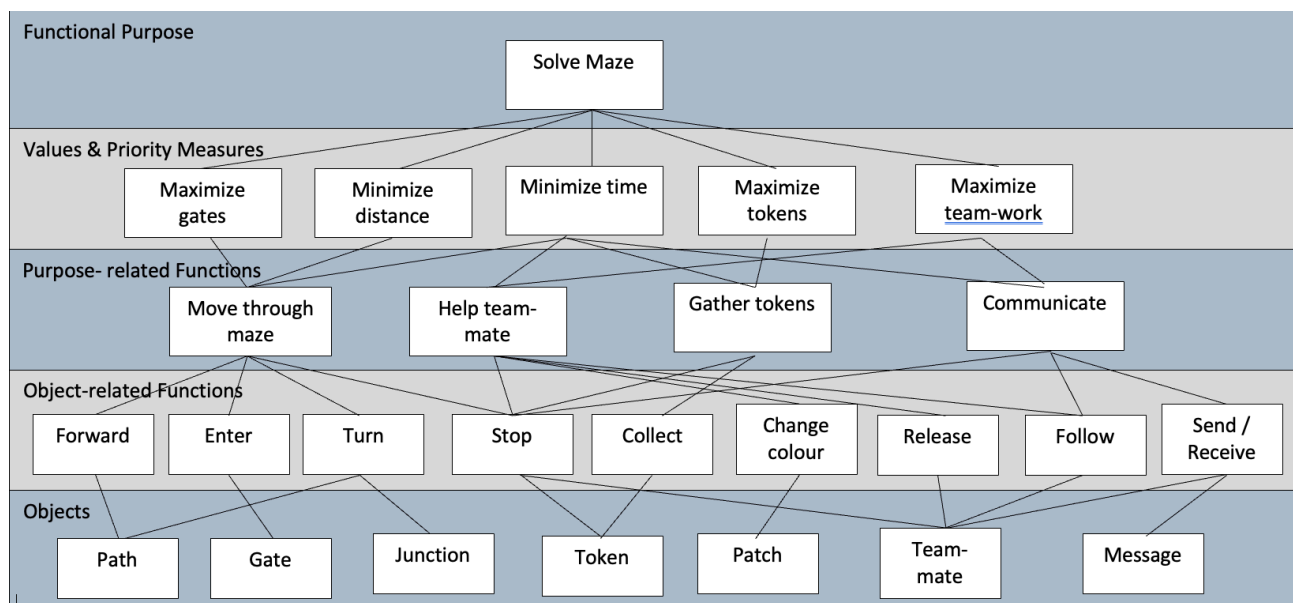 Functional Purpose
Solve Maze
Values & Priority Measures
Maximize
gates
Minimize
distance
Minimize time
Maximize
tokens
Maximize
team-work
Purpose- related Functions
Move through
maze
Help team-
mate
Gather tokens
Communicate
Object-related Functions
Forward
Enter
Turn
Stop
Collect
Change
colour
Release
Follow
Send /
Receive
Objects
Path
Gate
Junction
Token
Patch
Team-
mate
Message